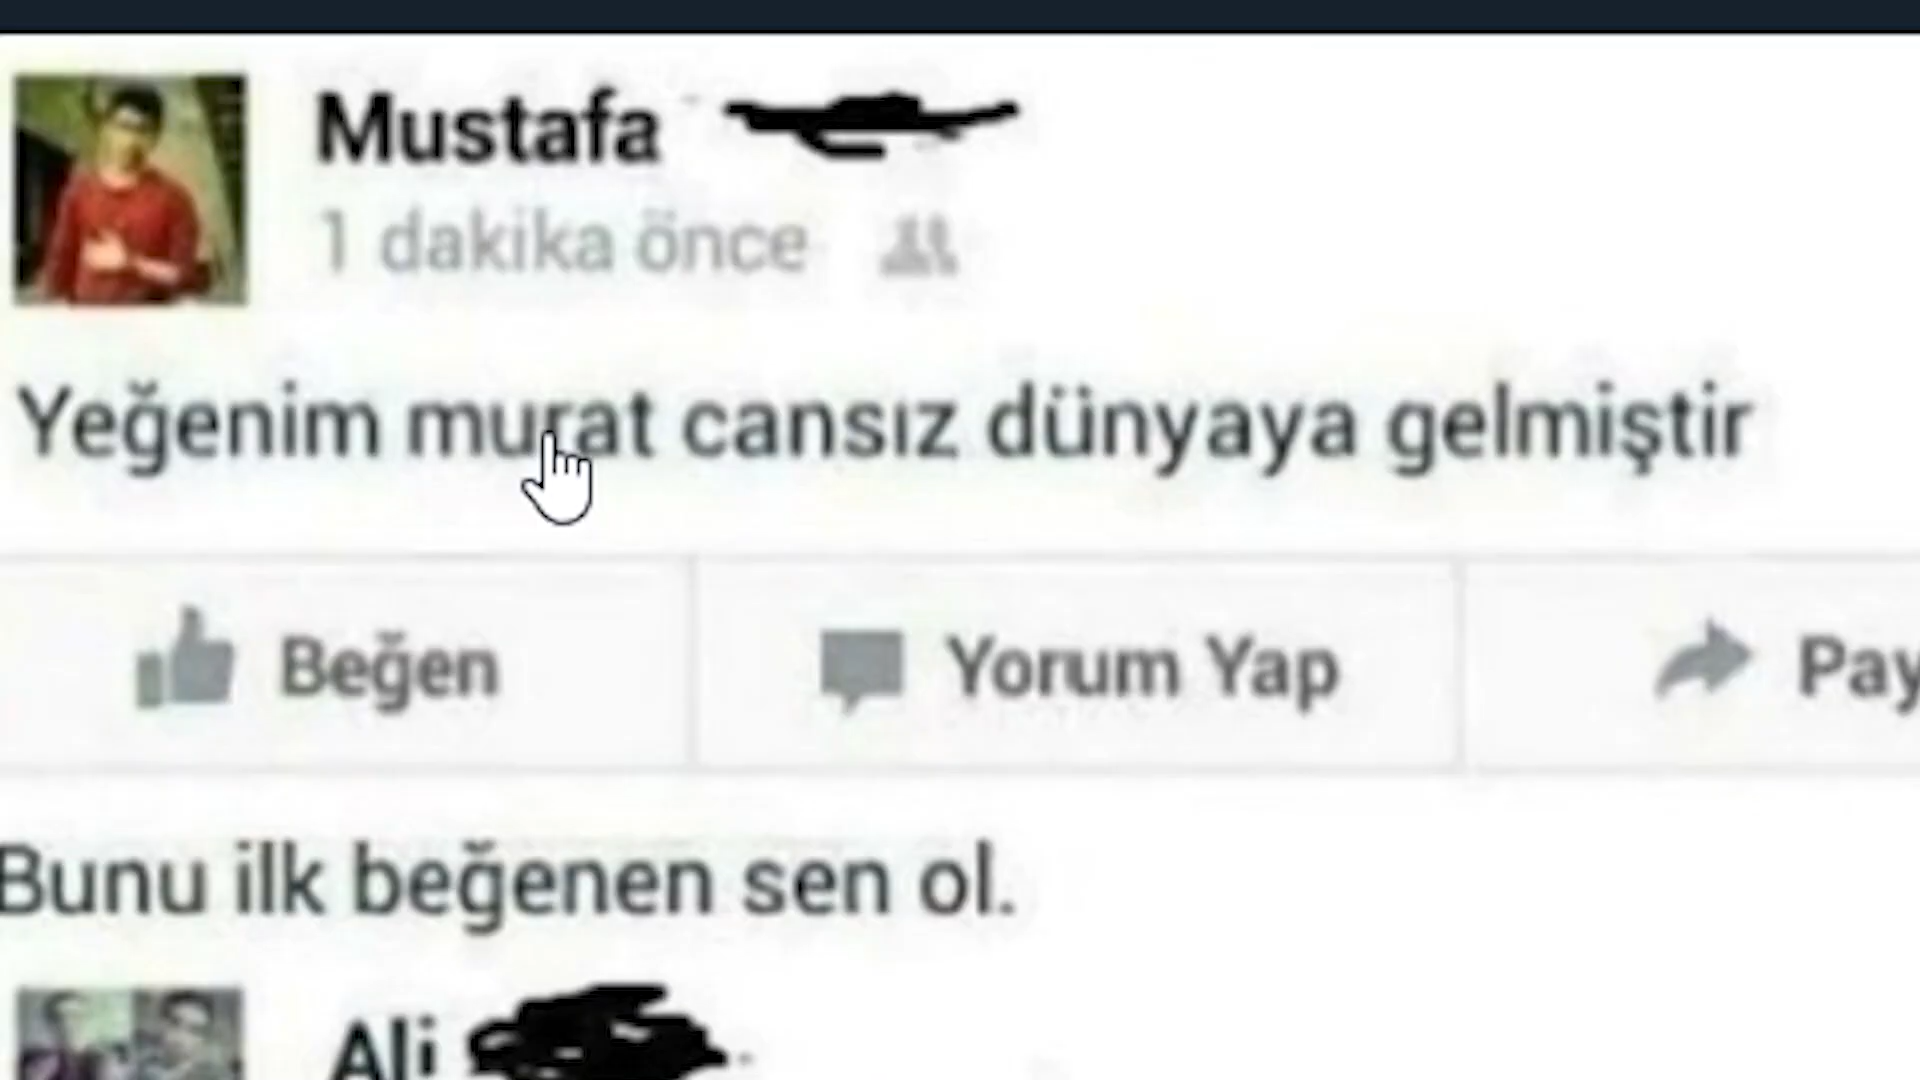 Mustafa
1 dakika önce
Yeğenim murat cansız dünyaya gelmiştir
Beğen Yorum Yap Pay
Bunu ilk beğenen sen ol.
Ali